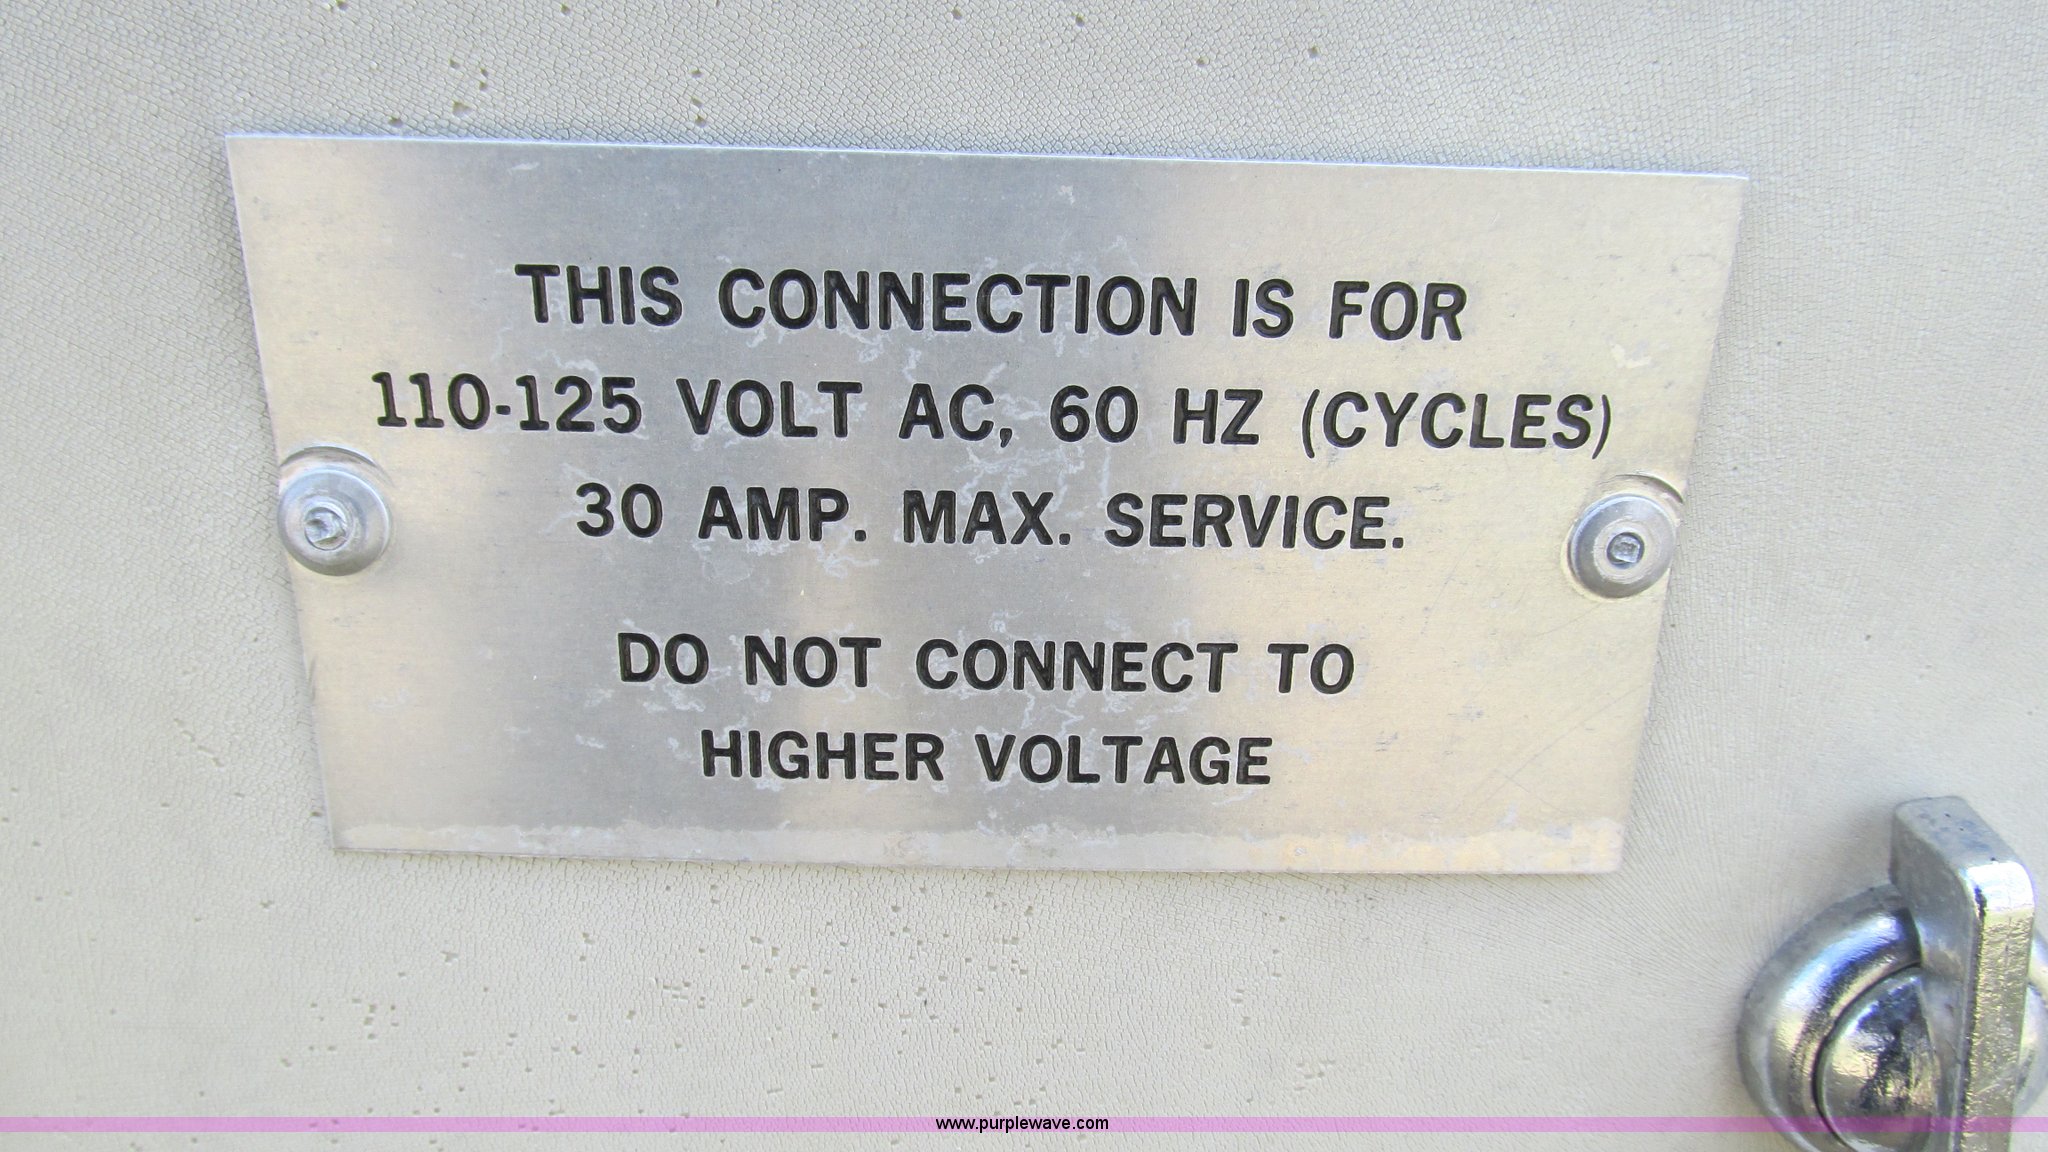 THIS CONNECTION IS FOR
110-125 VOLT AC, 60 HZ (CYCLES)
30 AMP. MAX. SERVICE.
DO NOT CONNECT TO
HIGHER VOLTAGE
www.purplewave.com